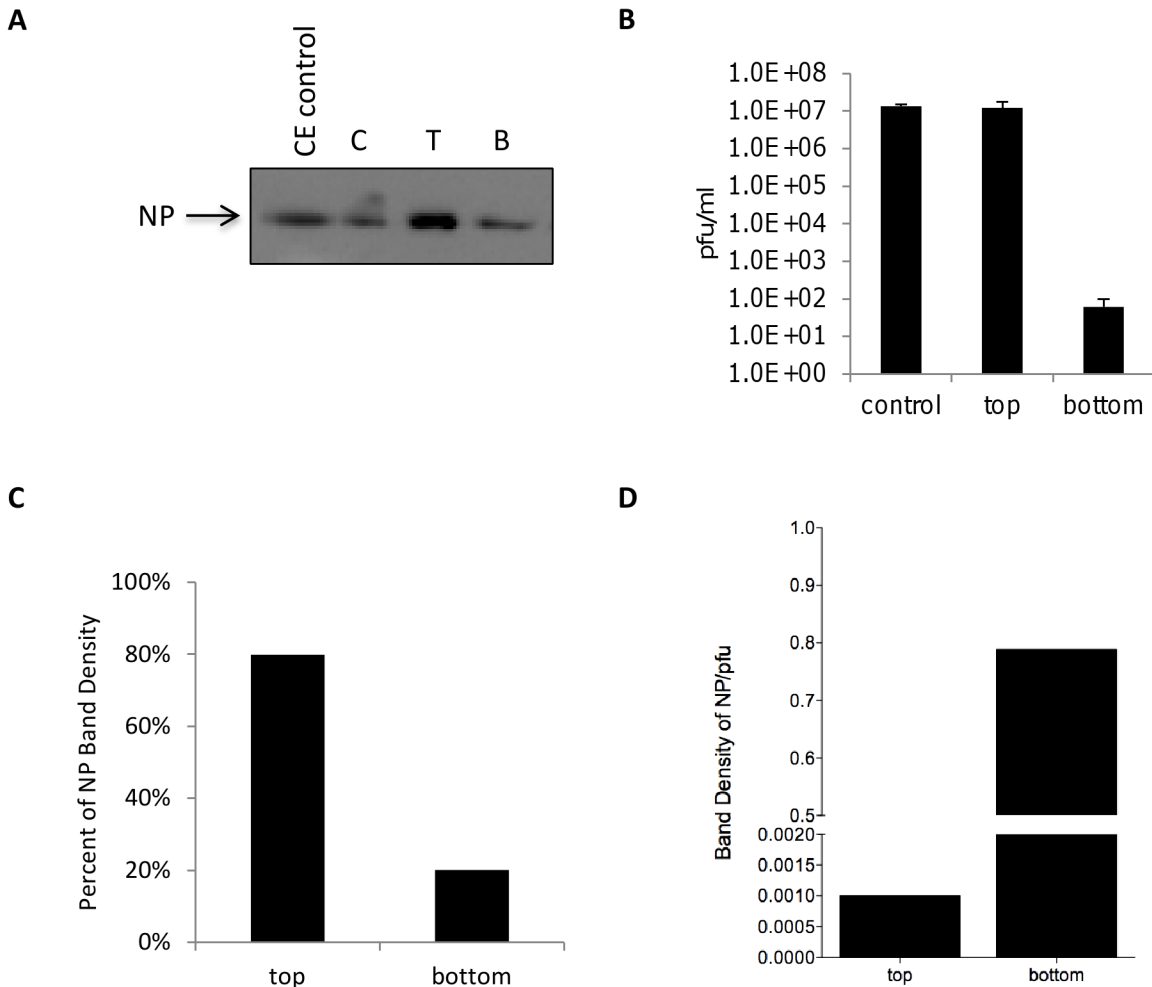 A
CE control
C
T
B
NP
B
pfu/ml
1.0E +08
1.0E +07
1.0E +06
1.0E +05
1.0E +04
1.0E +03
1.0E +02
1.0E +01
1.0E +00
control
top
bottom
C
Percent of NP Band Density
100%
80%
60%
40%
20%
0%
top
bottom
D
Band Density of NP/pfu
1.0
0.9
0.8
0.7
0.6
0.5
0.0020
0.0015
0.0010
0.0005
0.0000
top
bottom